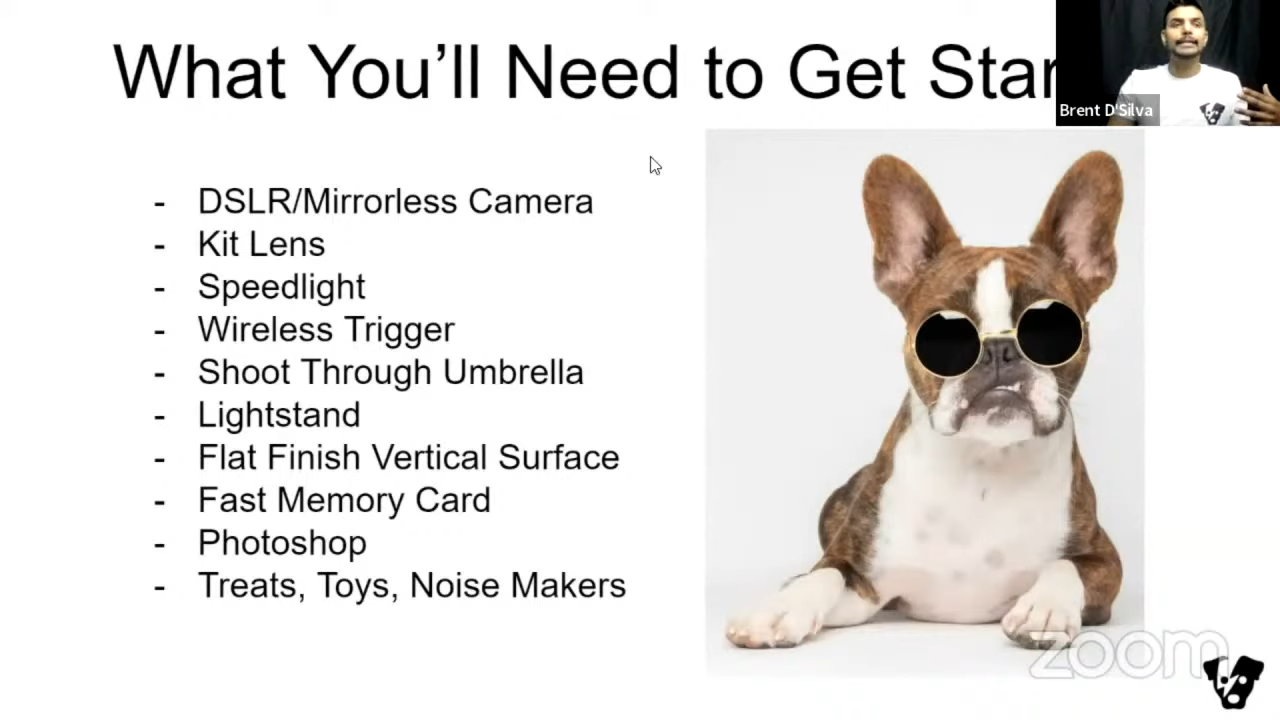 What You'll Need to Get Star
Brent D'Silva
- DSLR/Mirrorless Camera
- Kit Lens
- Speedlight
- Wireless Trigger
- Shoot Through Umbrella
- Lightstand
- Flat Finish Vertical Surface
- Fast Memory Card
- Photoshop
- Treats, Toys, Noise Makers
zoom